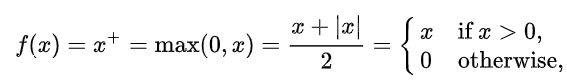 f(x) = x⁺ = max(0, x) = (x + |x|)/2 = { x if x > 0, 0 otherwise,